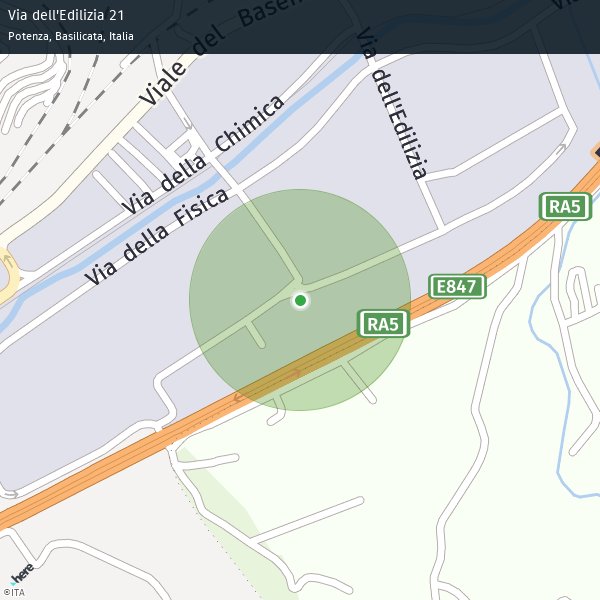 Via dell'Edilizia 21
Potenza, Basilicata, Italia
Viale del Basen
Via dell'Edilizia
Via della Chimica
Via della Fisica
RA5
E847
RA5
here
©ITA